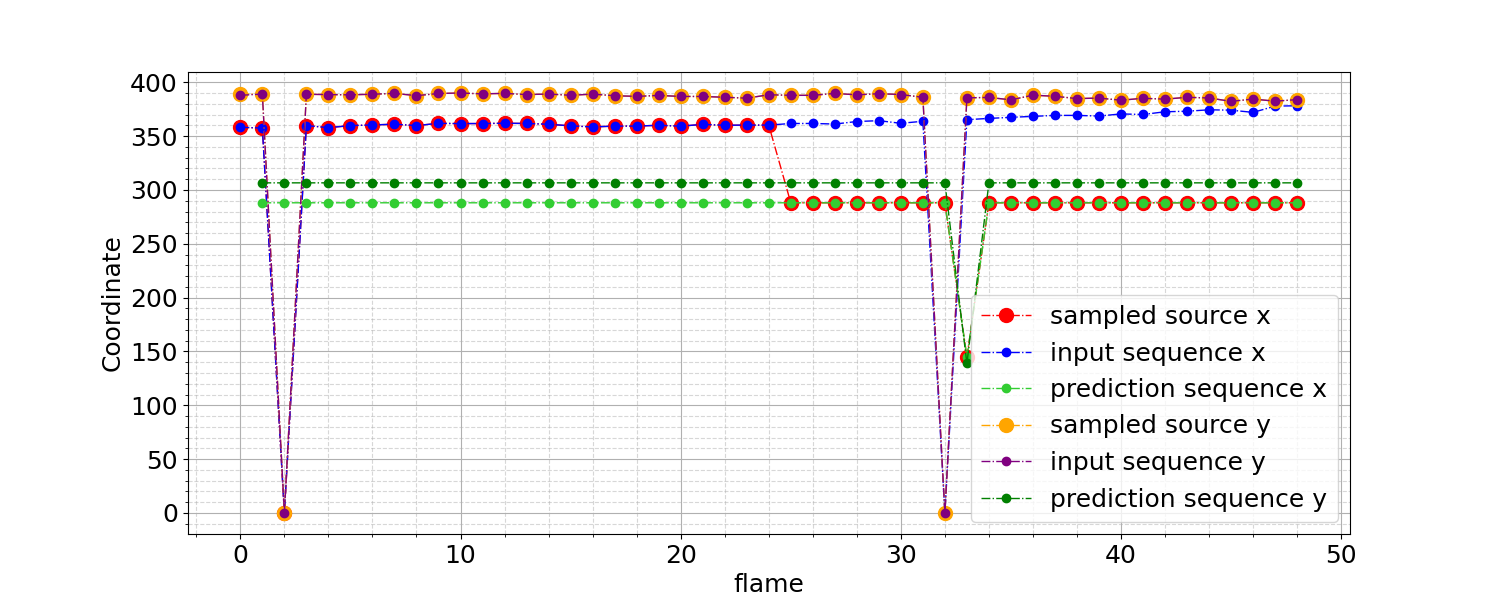 400
350
300
250
200
150
100
50
0
Coordinate
sampled source x
input sequence x
prediction sequence x
sampled source y
input sequence y
prediction sequence y
0 10 20 30 40 50
flame